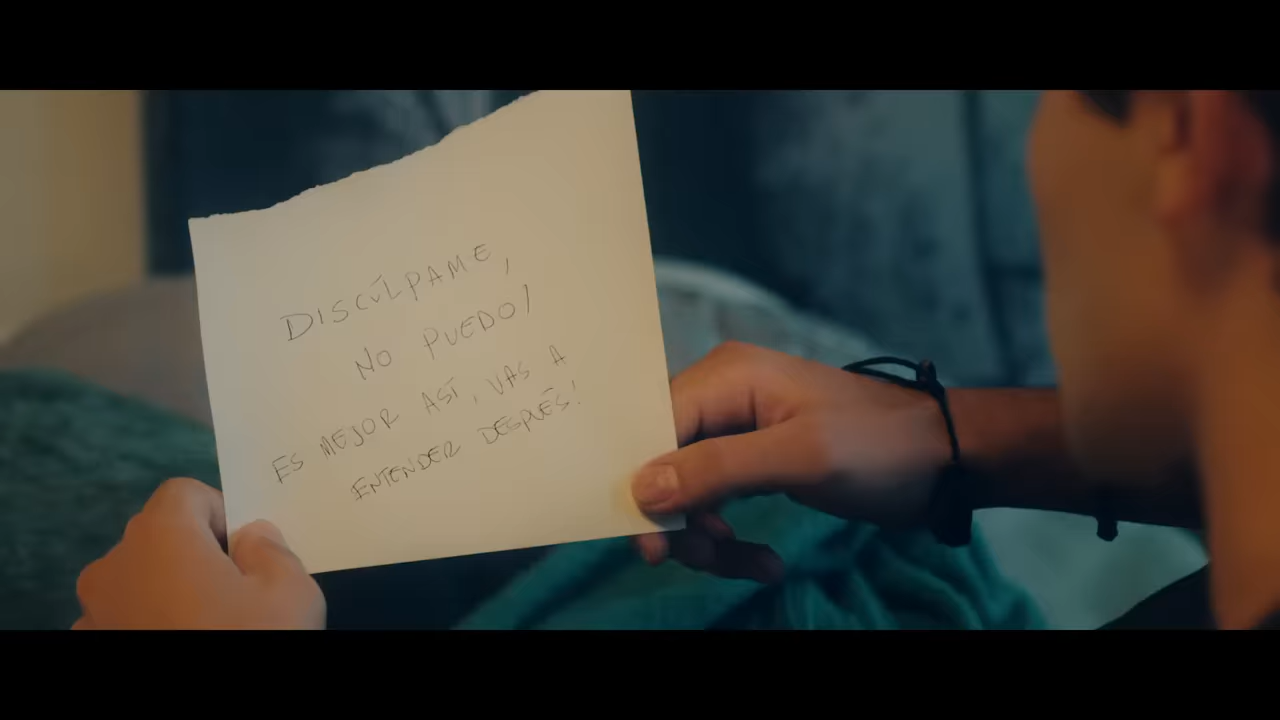 DISCÚLPAME,
NO PUEDO!
ES MEJOR ASÍ, VAS A
ENTENDER DESPUÉS!